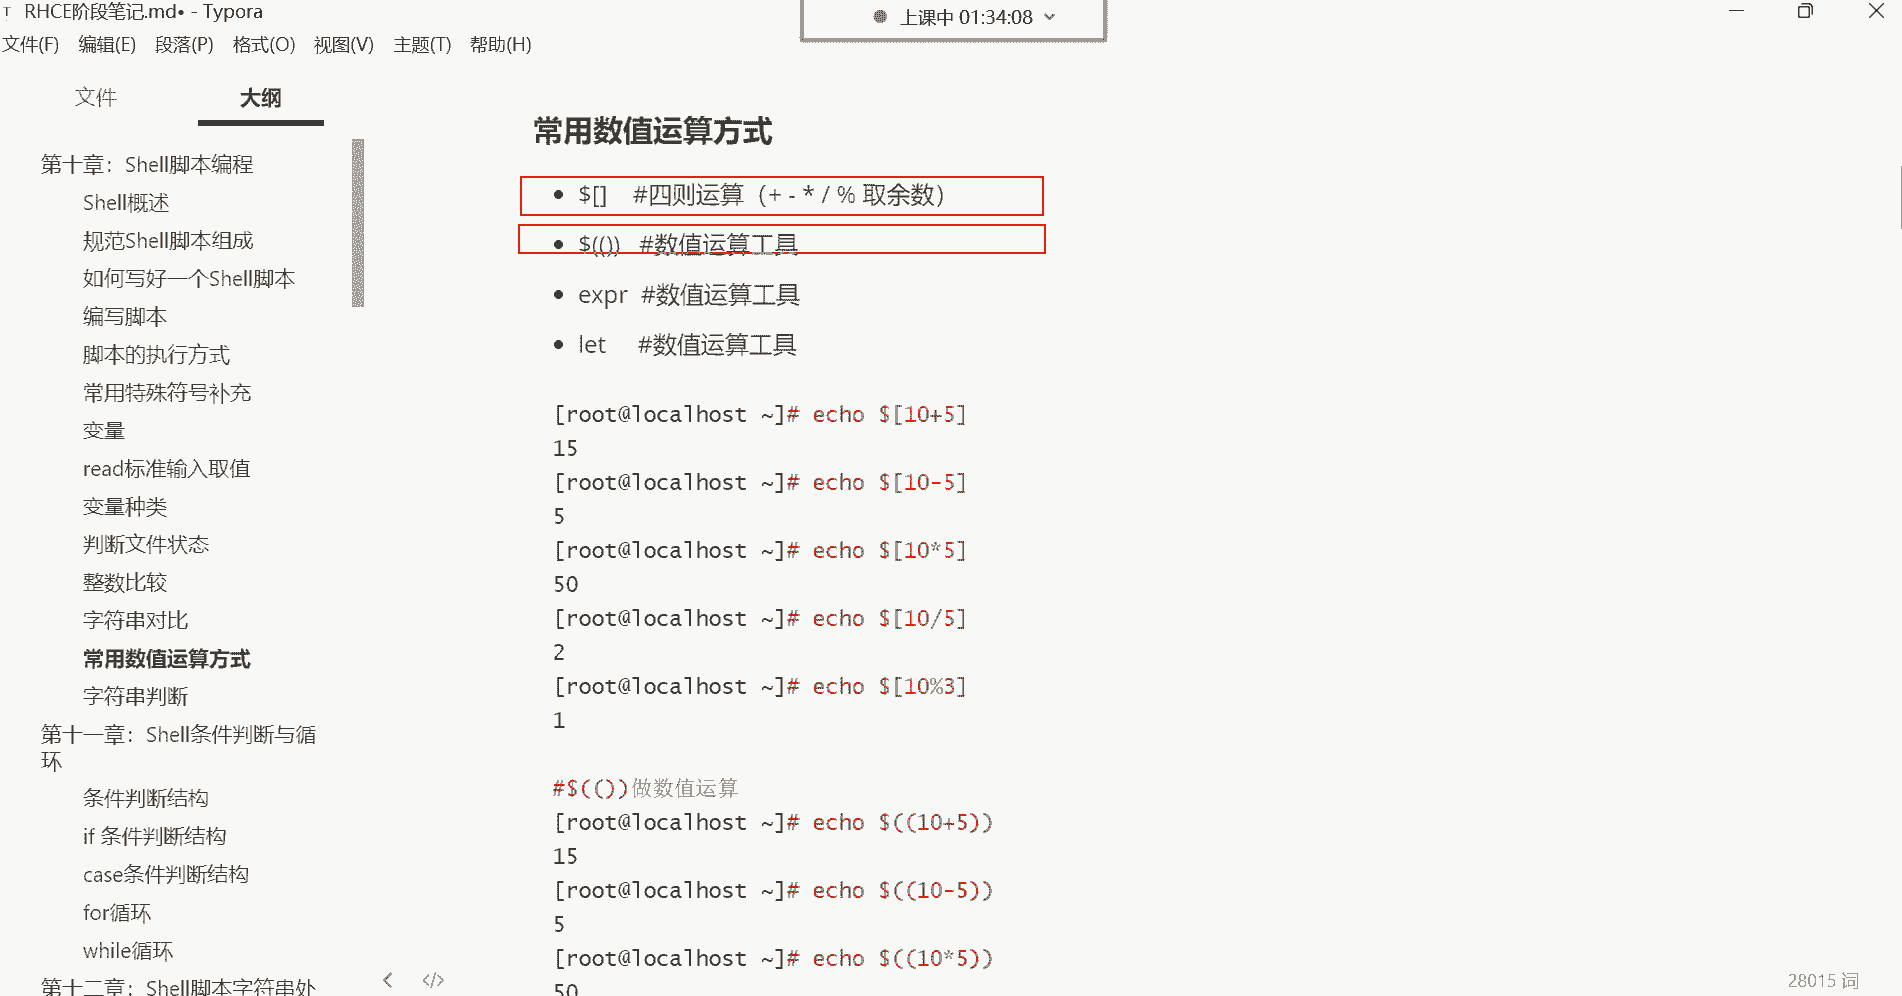 RHCE阶段笔记.md• - Typora
上课中 01:34:08
文件(F) 编辑(E) 段落(P) 格式(O) 视图(V) 主题(T) 帮助(H)
文件 大纲
第十章：Shell脚本编程
Shell概述
规范Shell脚本组成
如何写好一个Shell脚本
编写脚本
脚本的执行方式
常用特殊符号补充
变量
read标准输入取值
变量种类
判断文件状态
整数比较
字符串对比
常用数值运算方式
字符串判断
第十一章：Shell条件判断与循
环
条件判断结构
if 条件判断结构
case条件判断结构
for循环
while循环
第十二章：Shell脚本字符串处
常用数值运算方式
• $[] #四则运算（+ - * / % 取余数）
• $(()) #数值运算工具
• expr #数值运算工具
• let #数值运算工具
[root@localhost ~]# echo $[10+5]
15
[root@localhost ~]# echo $[10-5]
5
[root@localhost ~]# echo $[10*5]
50
[root@localhost ~]# echo $[10/5]
2
[root@localhost ~]# echo $[10%3]
1
#$(())做数值运算
[root@localhost ~]# echo $((10+5))
15
[root@localhost ~]# echo $((10-5))
5
[root@localhost ~]# echo $((10*5))
50
28015 词